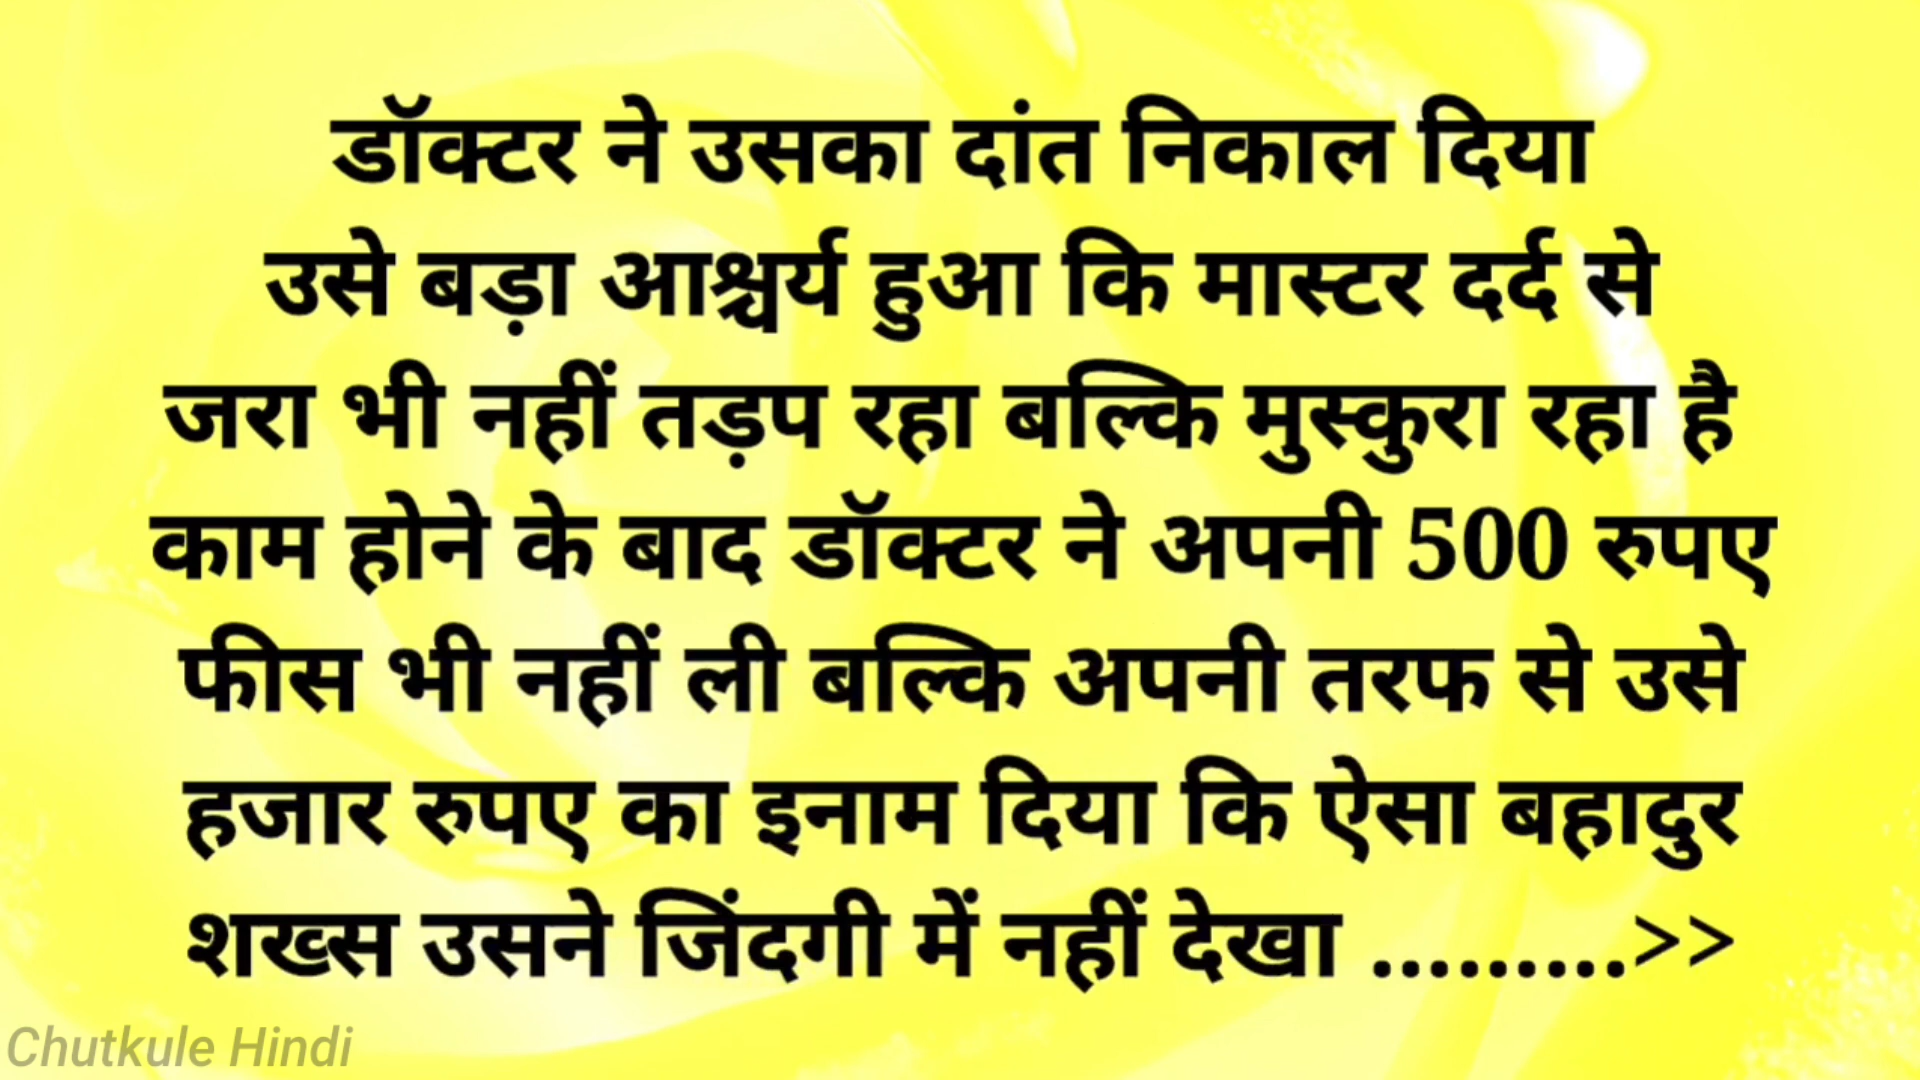 डॉक्टर ने उसका दांत निकाल दिया
उसे बड़ा आश्चर्य हुआ कि मास्टर दर्द से
जरा भी नहीं तड़प रहा बल्कि मुस्कुरा रहा है
काम होने के बाद डॉक्टर ने अपनी 500 रुपए
फीस भी नहीं ली बल्कि अपनी तरफ से उसे
हजार रुपए का इनाम दिया कि ऐसा बहादुर
शख्स उसने जिंदगी में नहीं देखा .........>>
Chutkule Hindi